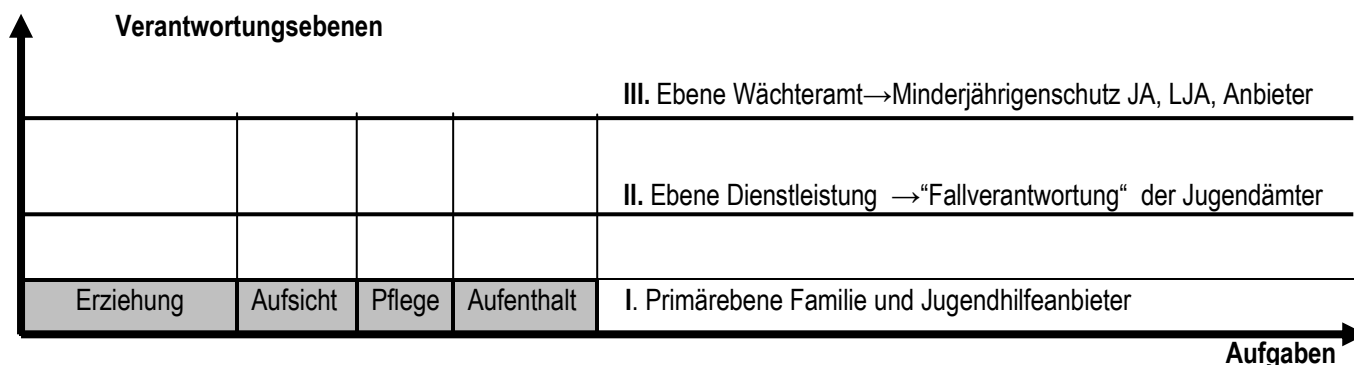 Verantwortungsebenen
III. Ebene Wächteramt→Minderjährigenschutz JA, LJA, Anbieter
II. Ebene Dienstleistung →“Fallverantwortung“ der Jugendämter
Erziehung Aufsicht Pflege Aufenthalt I. Primärebene Familie und Jugendhilfeanbieter
Aufgaben